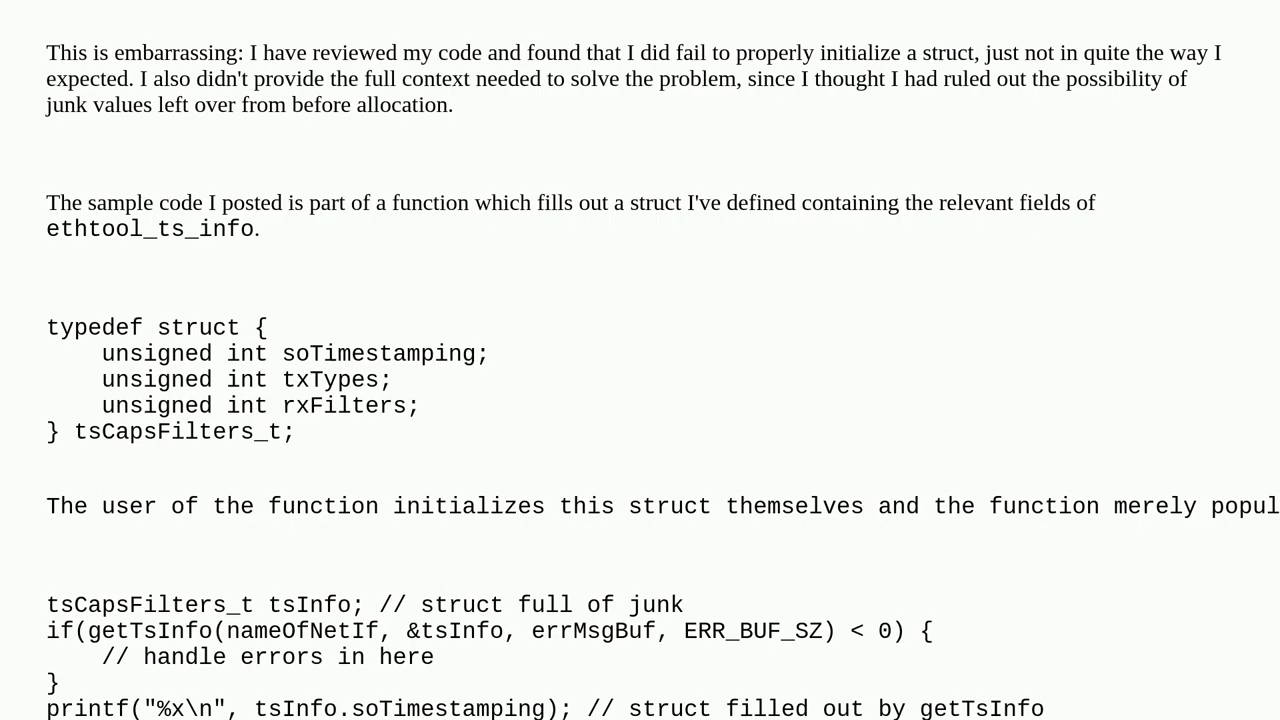 This is embarrassing: I have reviewed my code and found that I did fail to properly initialize a struct, just not in quite the way I
expected. I also didn't provide the full context needed to solve the problem, since I thought I had ruled out the possibility of
junk values left over from before allocation.
The sample code I posted is part of a function which fills out a struct I've defined containing the relevant fields of
ethtool_ts_info.
typedef struct {
    unsigned int soTimestamping;
    unsigned int txTypes;
    unsigned int rxFilters;
} tsCapsFilters_t;
The user of the function initializes this struct themselves and the function merely popul
tsCapsFilters_t tsInfo; // struct full of junk
if(getTsInfo(nameOfNetIf, &tsInfo, errMsgBuf, ERR_BUF_SZ) < 0) {
    // handle errors in here
}
printf("%x\n", tsInfo.soTimestamping); // struct filled out by getTsInfo